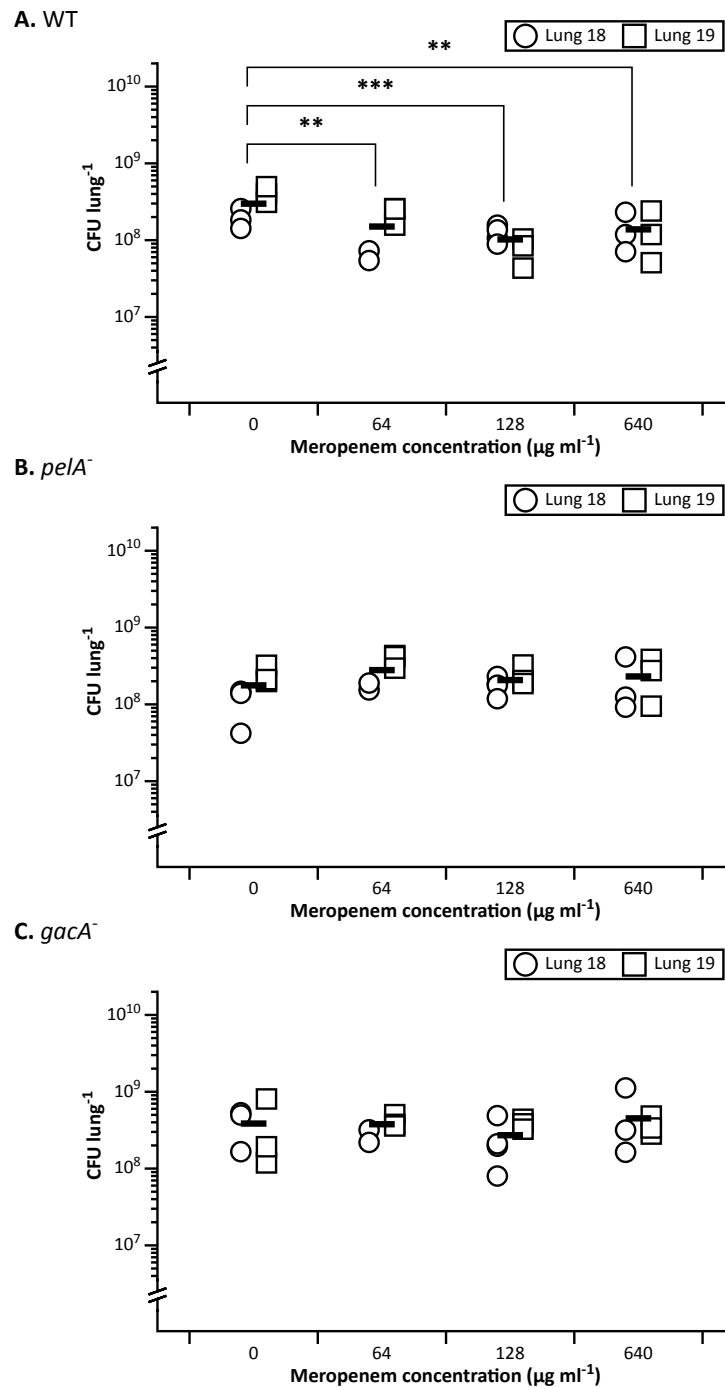 A. WT
Lung 18 Lung 19
**
***
**
10¹⁰
10⁹
10⁸
10⁷
CFU lung⁻¹
0 64 128 640
Meropenem concentration (µg ml⁻¹)
B. pelA⁻
Lung 18 Lung 19
10¹⁰
10⁹
10⁸
10⁷
CFU lung⁻¹
0 64 128 640
Meropenem concentration (µg ml⁻¹)
C. gacA⁻
Lung 18 Lung 19
10¹⁰
10⁹
10⁸
10⁷
CFU lung⁻¹
0 64 128 640
Meropenem concentration (µg ml⁻¹)